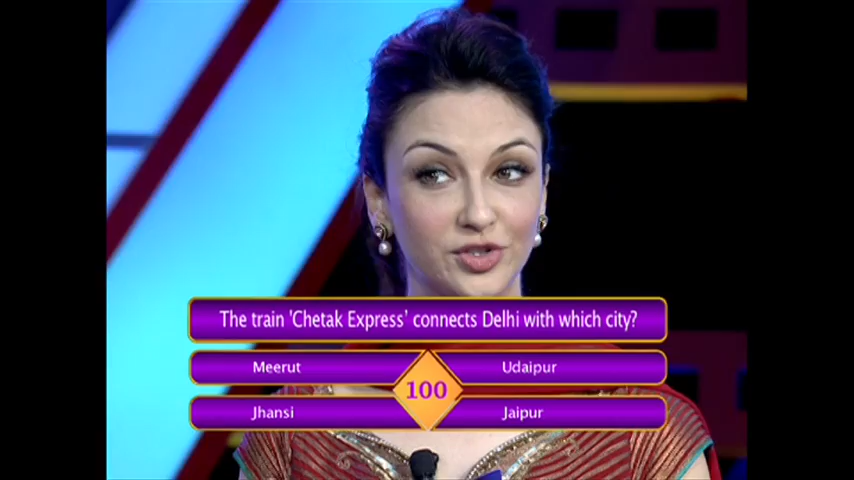 The train 'Chetak Express' connects Delhi with which city?
Meerut
Udaipur
100
Jhansi
Jaipur